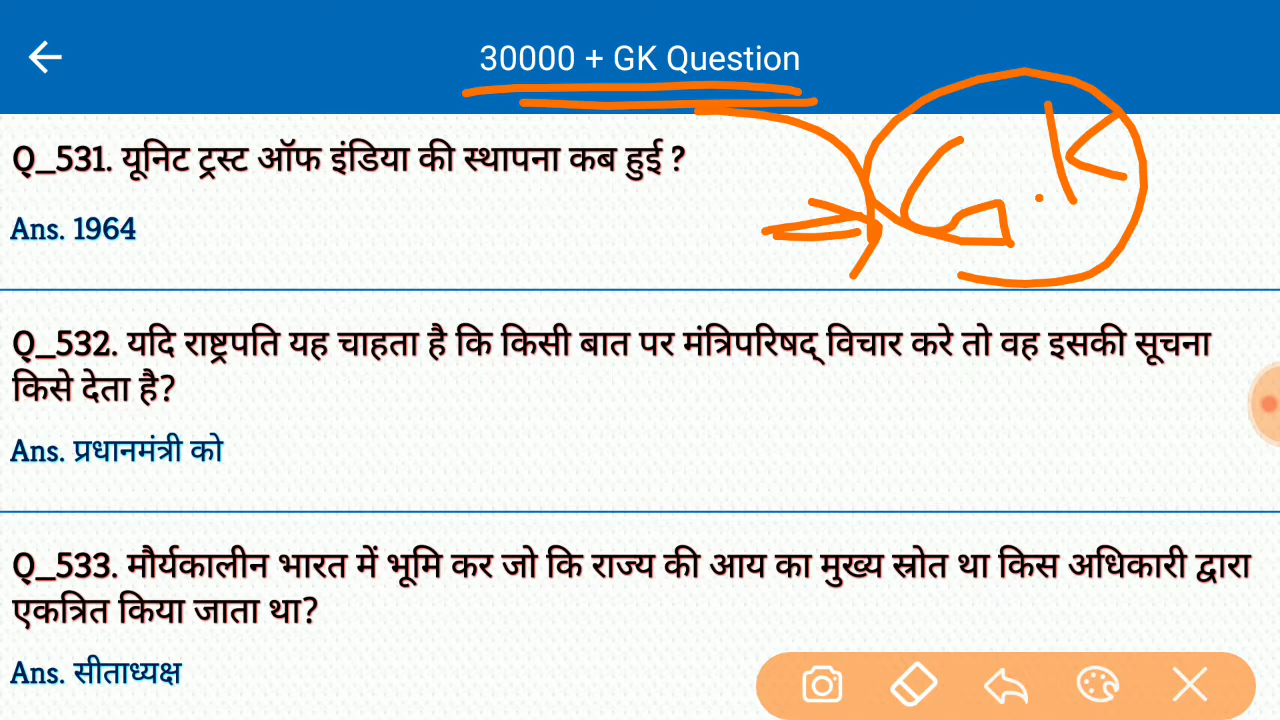 30000 + GK Question
G.K
Q_531. यूनिट ट्रस्ट ऑफ इंडिया की स्थापना कब हुई ?
Ans. 1964
Q_532. यदि राष्ट्रपति यह चाहता है कि किसी बात पर मंत्रिपरिषद् विचार करे तो वह इसकी सूचना
किसे देता है?
Ans. प्रधानमंत्री को
Q_533. मौर्यकालीन भारत में भूमि कर जो कि राज्य की आय का मुख्य स्रोत था किस अधिकारी द्वारा
एकत्रित किया जाता था?
Ans. सीताध्यक्ष